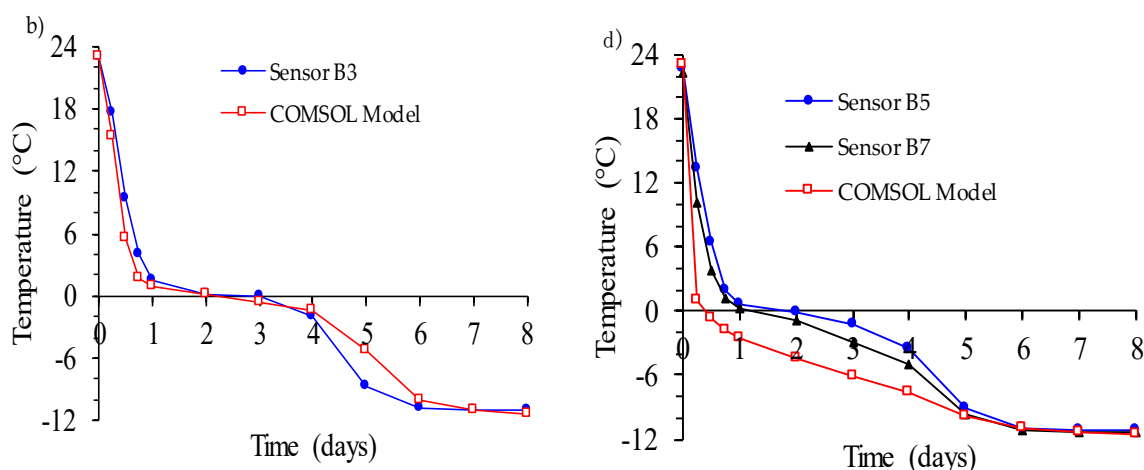 b)
24
18
12
6
0
-6
-12
Temperature (°C)
Sensor B3
COMSOL Model
0 1 2 3 4 5 6 7 8
Time (days)
d)
24
18
12
6
0
-6
-12
Temperature (°C)
Sensor B5
Sensor B7
COMSOL Model
0 1 2 3 4 5 6 7 8
Time (days)